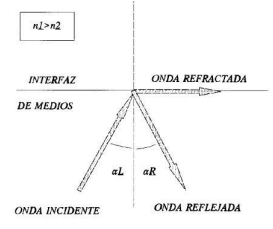 n1>n2
INTERFAZ
ONDA REFRACTADA
DE MEDIOS
αL
αR
ONDA INCIDENTE
ONDA REFLEJADA